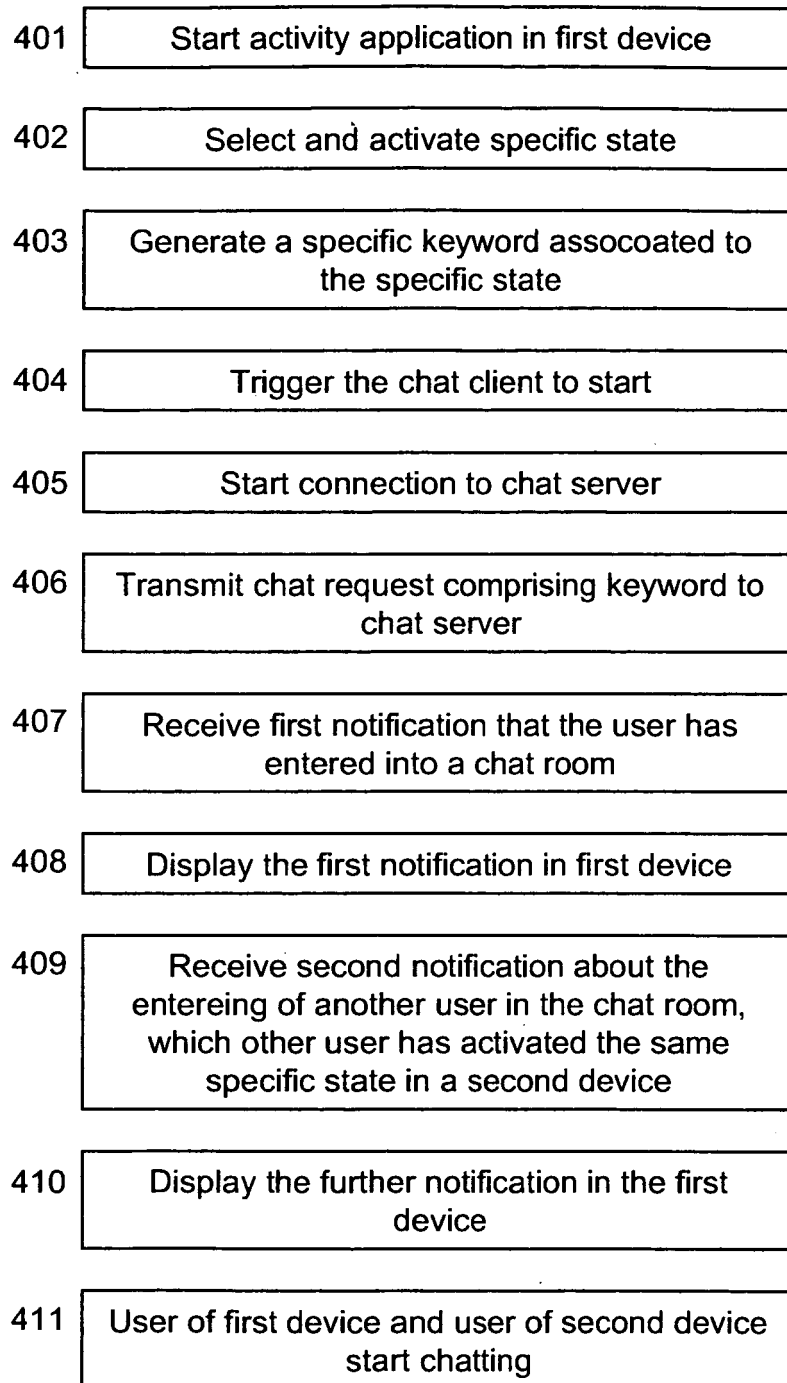 401 Start activity application in first device
402 Select and activate specific state
403 Generate a specific keyword assocoated to
the specific state
404 Trigger the chat client to start
405 Start connection to chat server
406 Transmit chat request comprising keyword to
chat server
407 Receive first notification that the user has
entered into a chat room
408 Display the first notification in first device
409 Receive second notification about the
entereing of another user in the chat room,
which other user has activated the same
specific state in a second device
410 Display the further notification in the first
device
411 User of first device and user of second device
start chatting